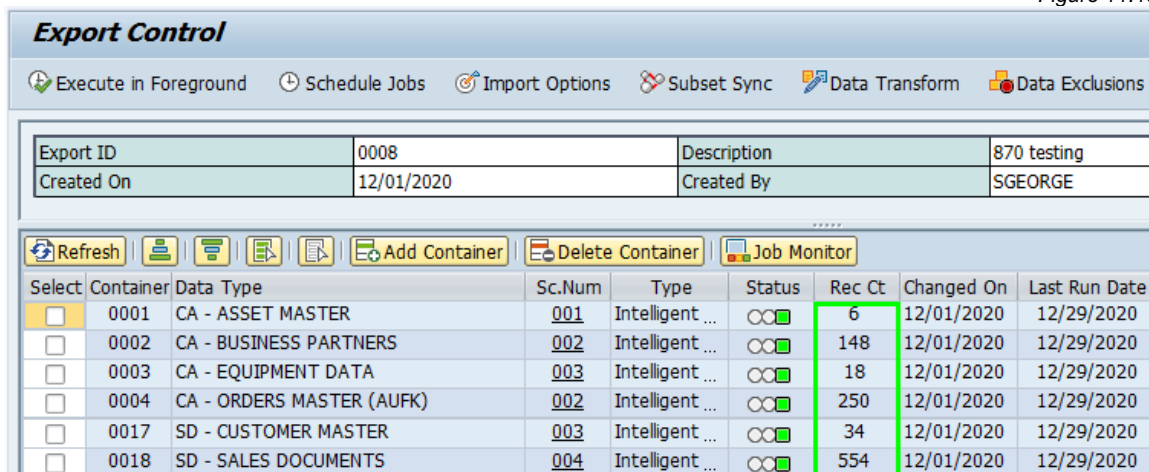 Export Control
Execute in Foreground Schedule Jobs Import Options Subset Sync Data Transform Data Exclusions
Export ID 0008 Description 870 testing
Created On 12/01/2020 Created By SGEORGE
Refresh Add Container Delete Container Job Monitor
Select Container Data Type Sc.Num Type Status Rec Ct Changed On Last Run Date
0001 CA - ASSET MASTER 001 Intelligent ... 6 12/01/2020 12/29/2020
0002 CA - BUSINESS PARTNERS 002 Intelligent ... 148 12/01/2020 12/29/2020
0003 CA - EQUIPMENT DATA 003 Intelligent ... 18 12/01/2020 12/29/2020
0004 CA - ORDERS MASTER (AUFK) 002 Intelligent ... 250 12/01/2020 12/29/2020
0017 SD - CUSTOMER MASTER 003 Intelligent ... 34 12/01/2020 12/29/2020
0018 SD - SALES DOCUMENTS 004 Intelligent ... 554 12/01/2020 12/29/2020